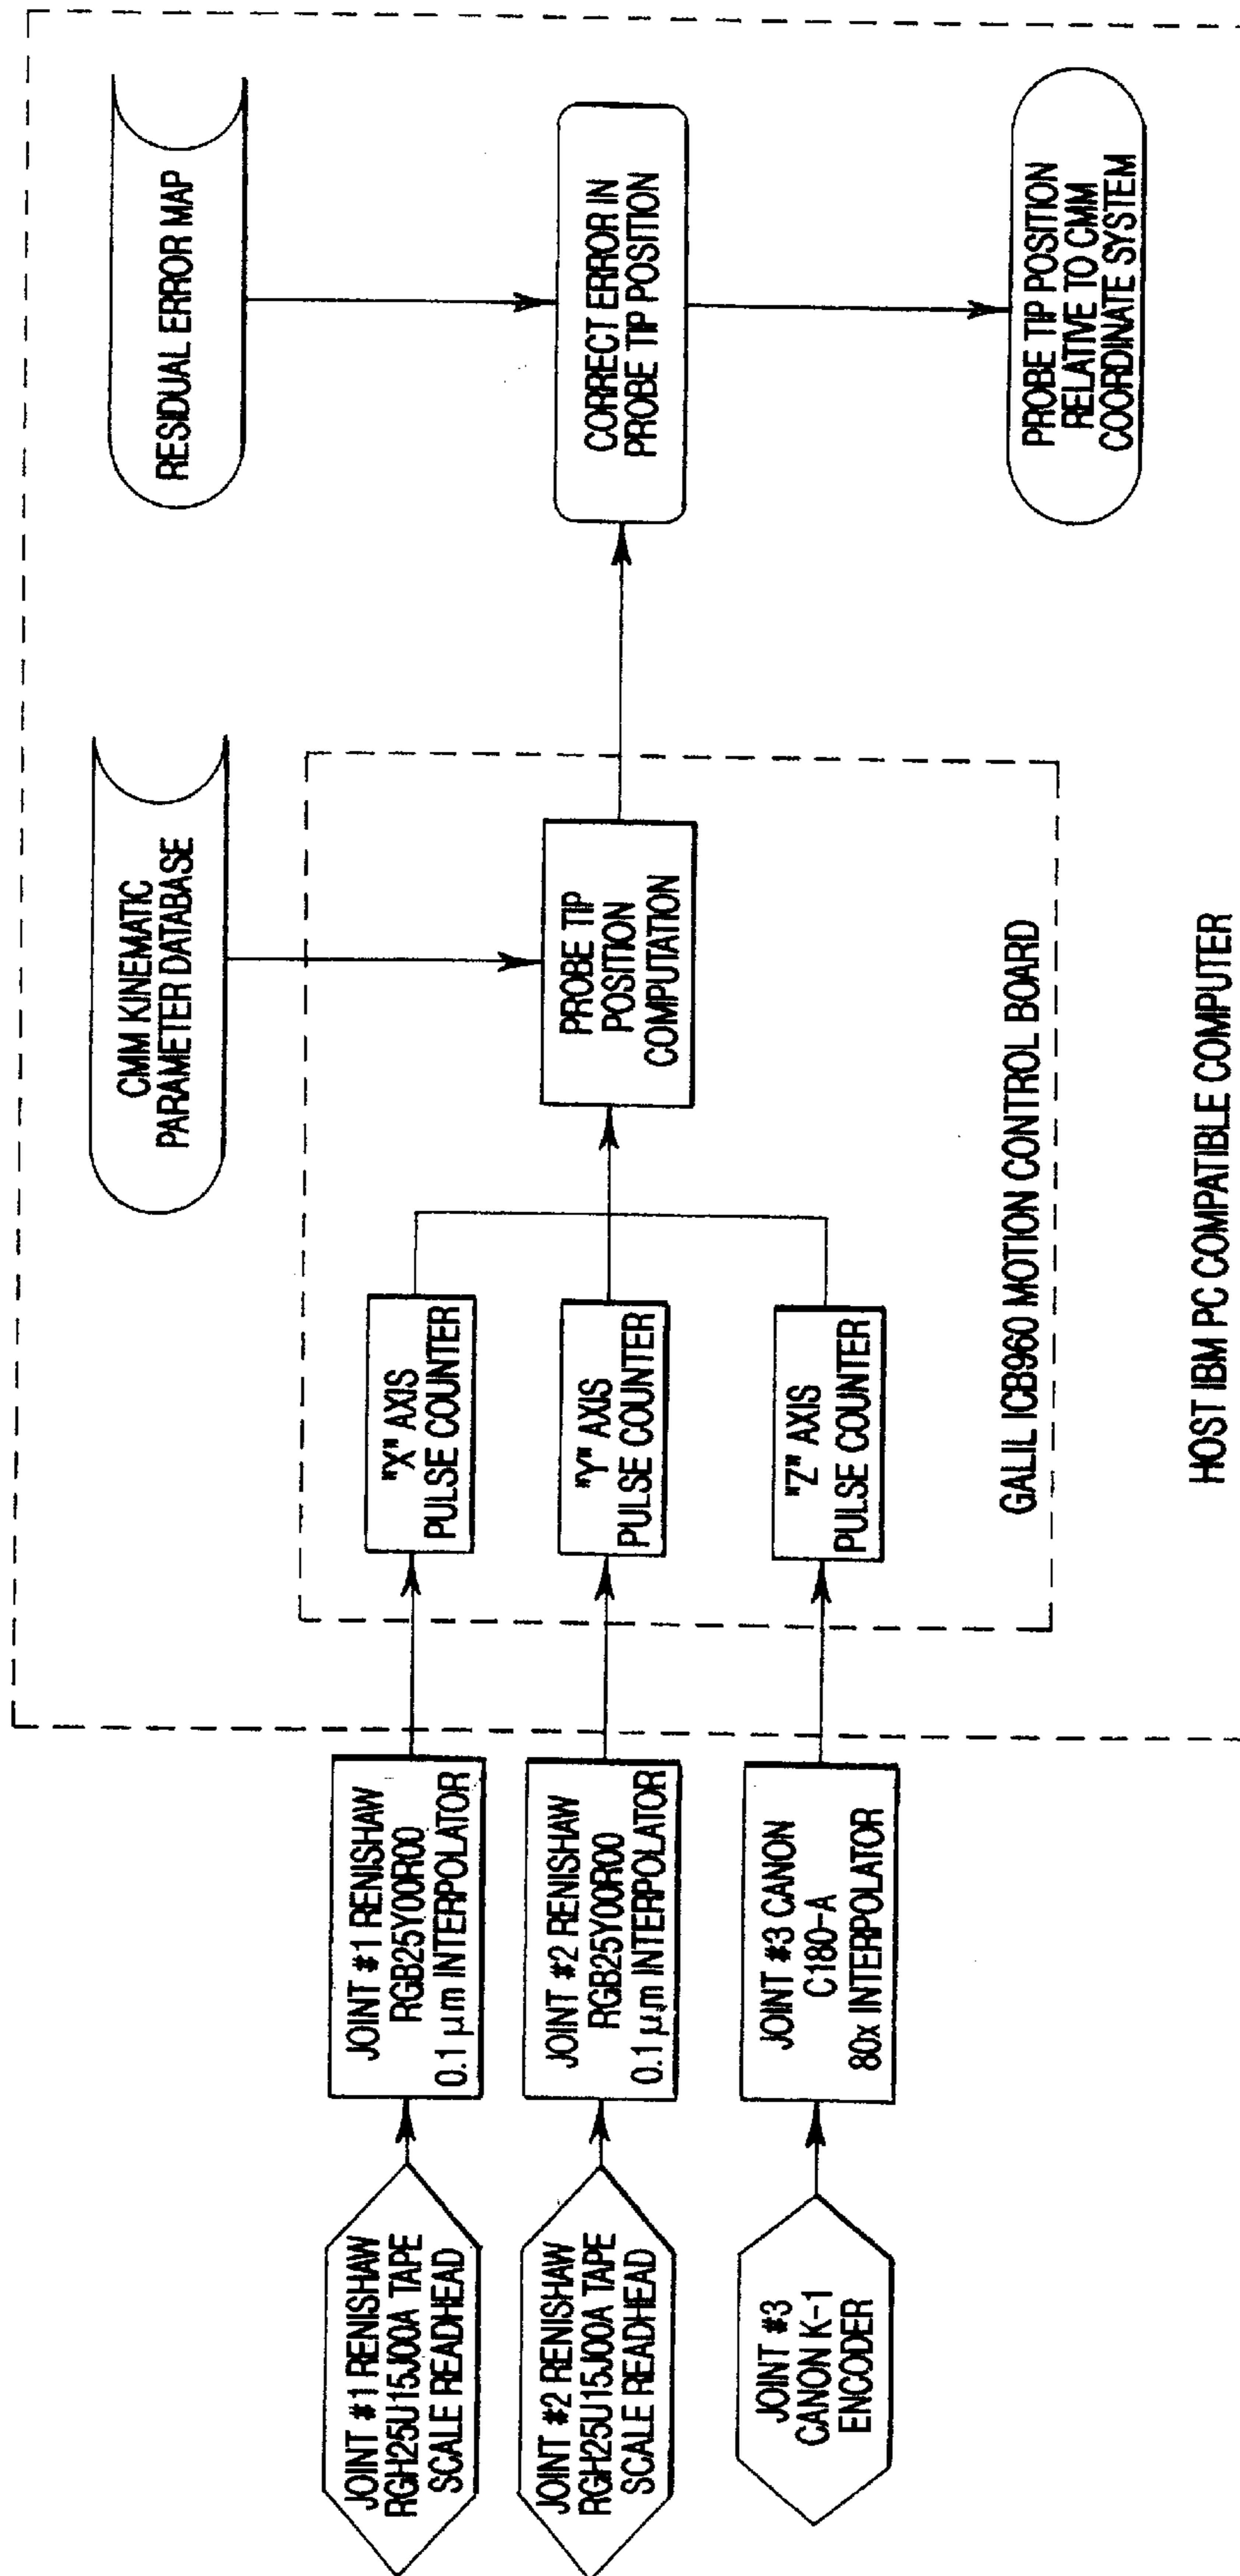 JOINT #1 RENISHAW
RGH25U15J00A TAPE
SCALE READHEAD
JOINT #1 RENISHAW
RGB25Y00R00
0.1 µm INTERPOLATOR
"X" AXIS
PULSE COUNTER
JOINT #2 RENISHAW
RGH25U15J00A TAPE
SCALE READHEAD
JOINT #2 RENISHAW
RGB25Y00R00
0.1 µm INTERPOLATOR
"Y" AXIS
PULSE COUNTER
JOINT #3
CANON K-1
ENCODER
JOINT #3 CANON
C180-A
80x INTERPOLATOR
"Z" AXIS
PULSE COUNTER
CMM KINEMATIC
PARAMETER DATABASE
PROBE TIP
POSITION
COMPUTATION
GALIL ICB960 MOTION CONTROL BOARD
RESIDUAL ERROR MAP
CORRECT ERROR IN
PROBE TIP POSITION
PROBE TIP POSITION
RELATIVE TO CMM
COORDINATE SYSTEM
HOST IBM PC COMPATIBLE COMPUTER